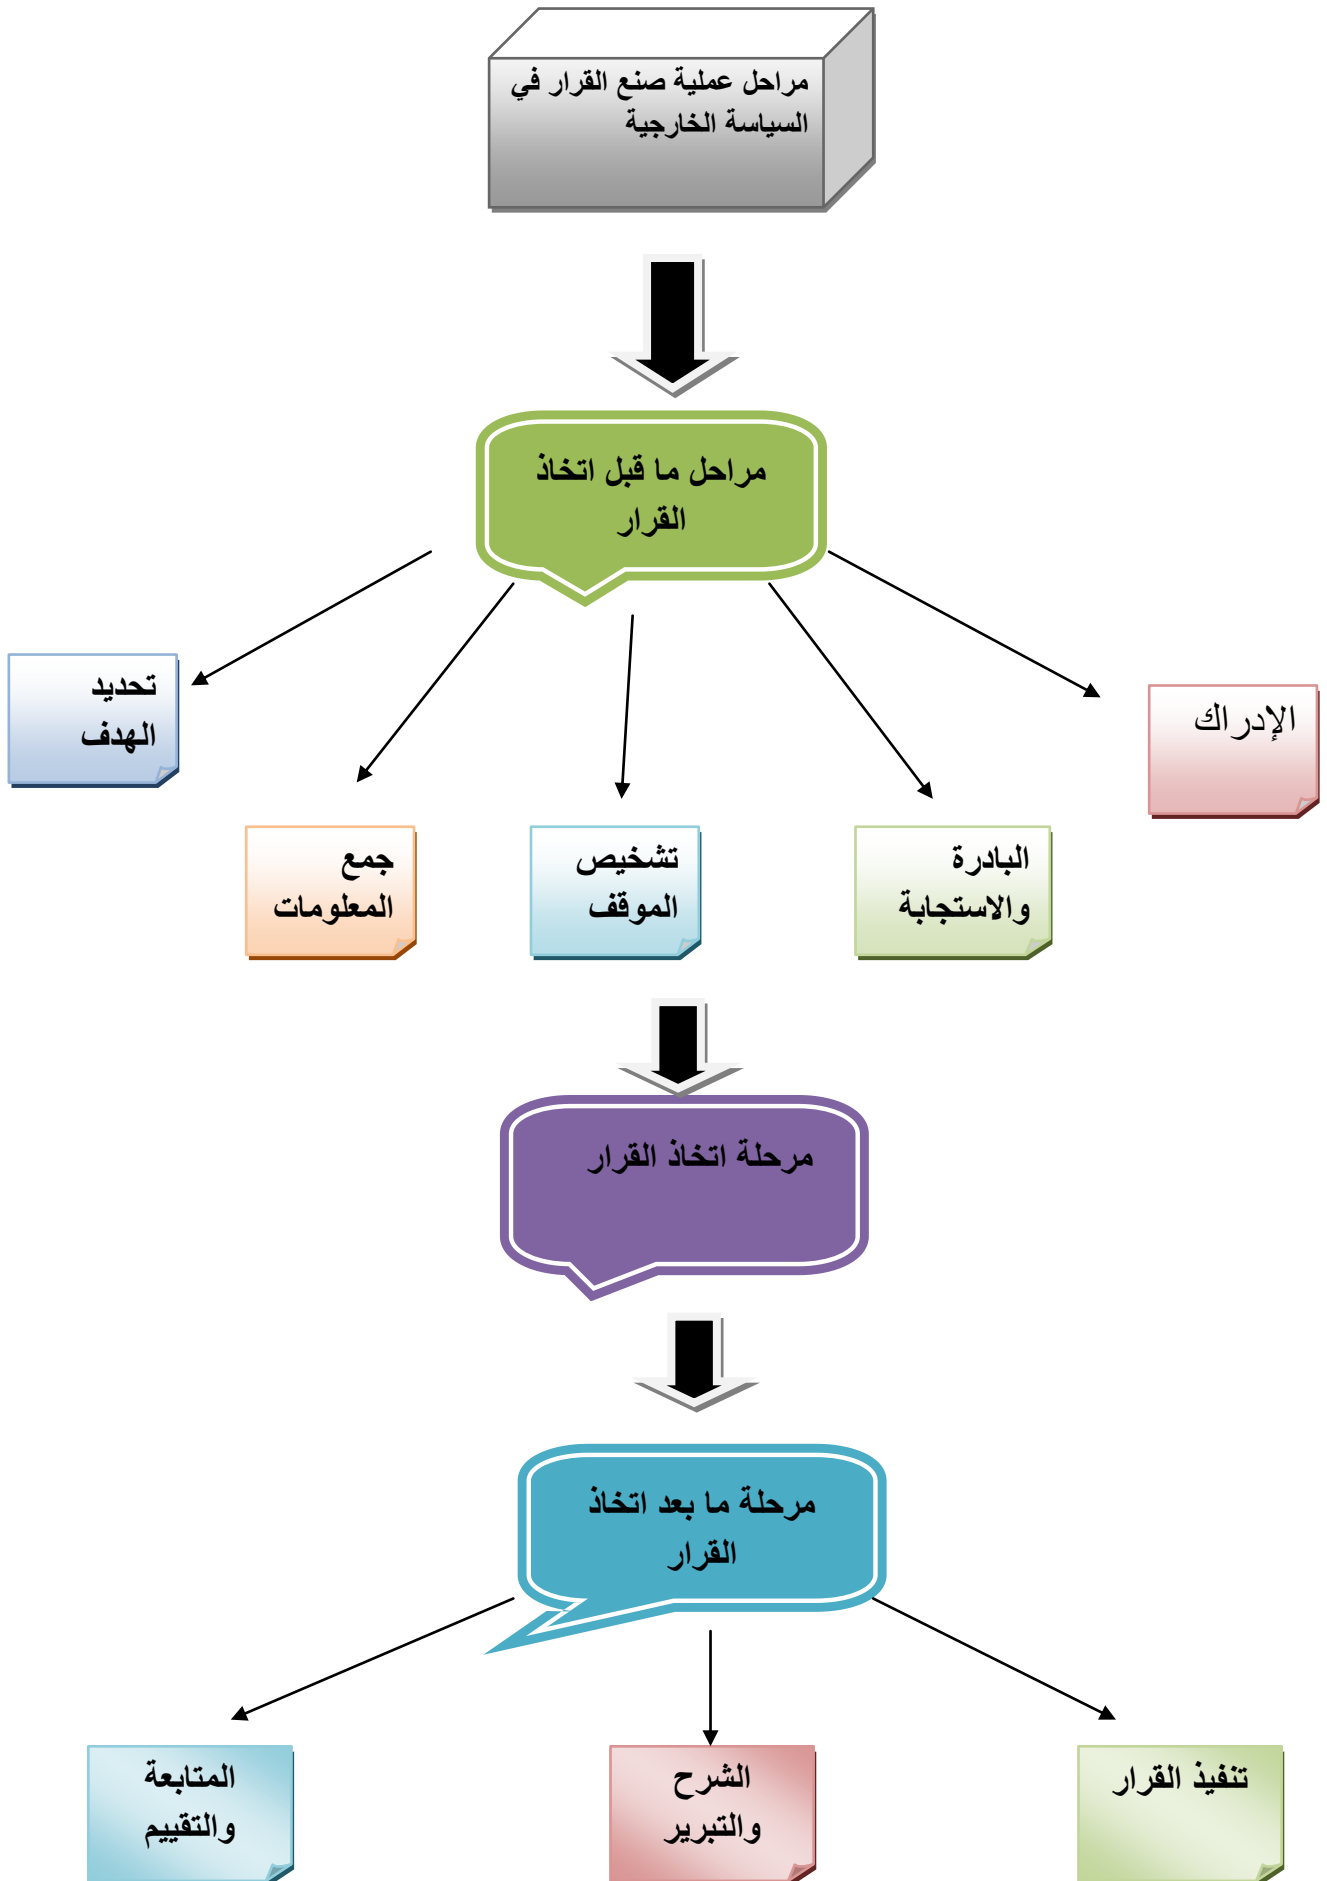 مراحل عملية صنع القرار في
السياسة الخارجية
مراحل ما قبل اتخاذ
القرار
الإدراك
البادرة
والاستجابة
تشخيص
الموقف
جمع
المعلومات
تحديد
الهدف
مرحلة اتخاذ القرار
مرحلة ما بعد اتخاذ
القرار
تنفيذ القرار
الشرح
والتبرير
المتابعة
والتقييم